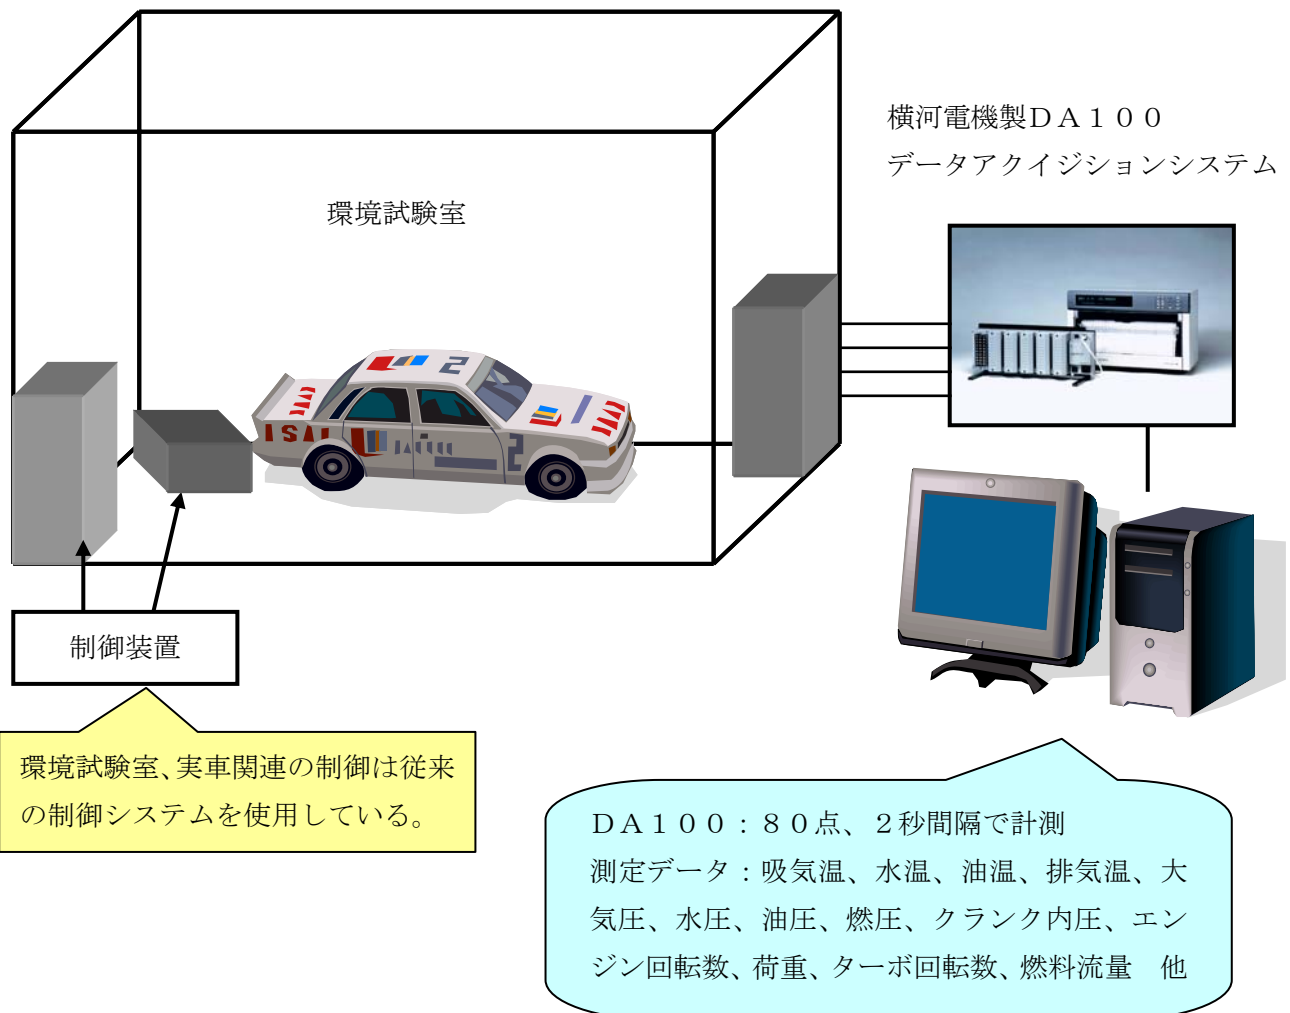 横河電機製ＤＡ１００
データアクイジションシステム
環境試験室
制御装置
環境試験室、実車関連の制御は従来
の制御システムを使用している。
ＤＡ１００：８０点、２秒間隔で計測
測定データ：吸気温、水温、油温、排気温、大
気圧、水圧、油圧、燃圧、クランク内圧、エン
ジン回転数、荷重、ターボ回転数、燃料流量　他
2
2